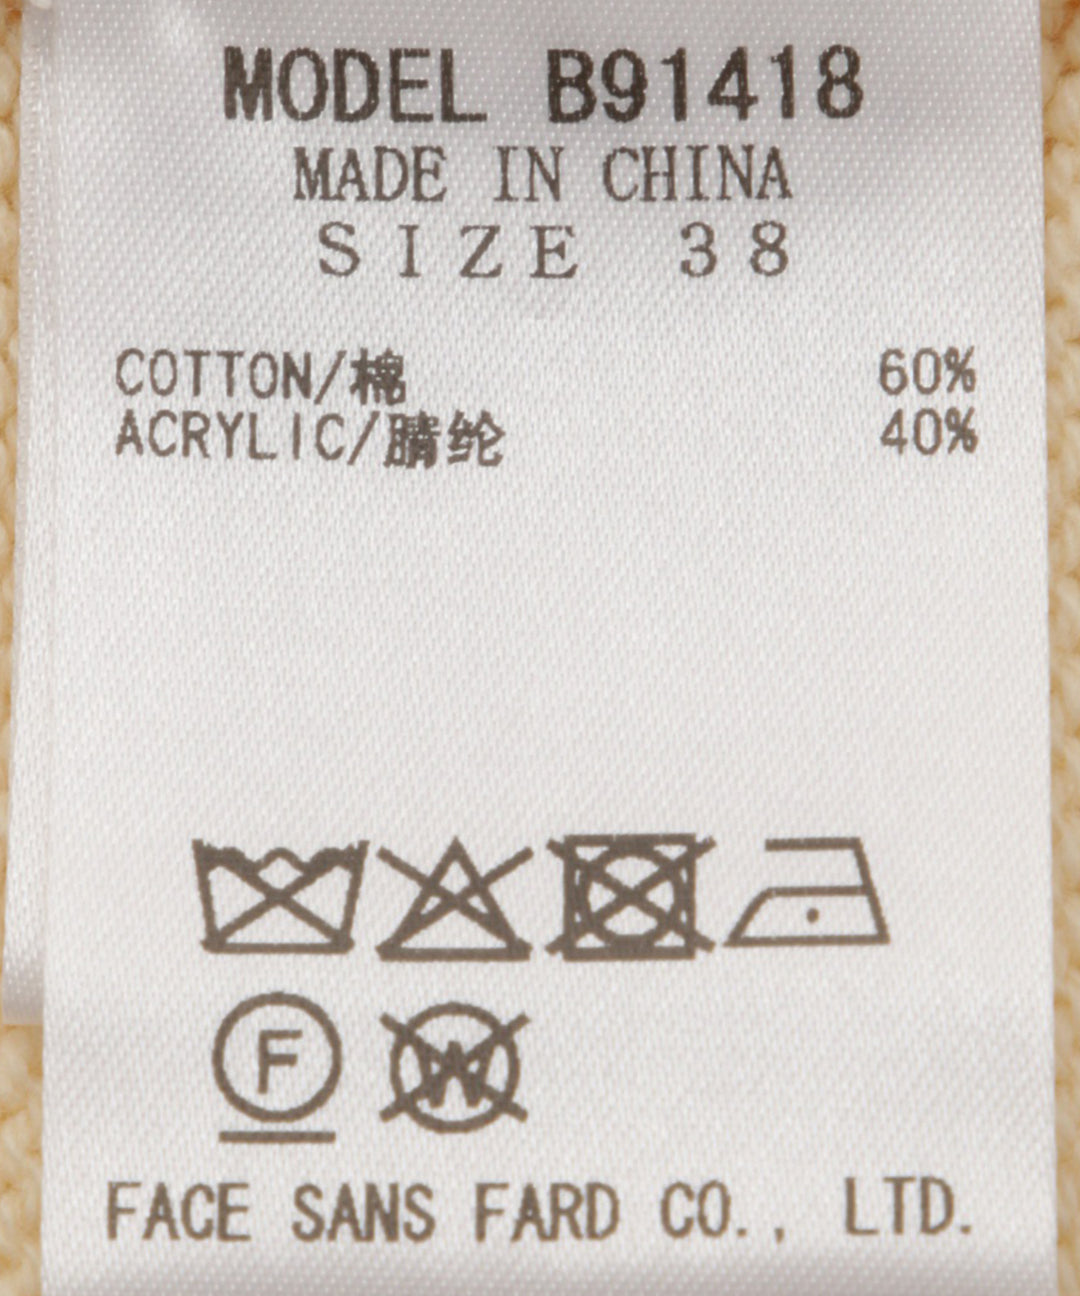 MODEL B91418
MADE IN CHINA
SIZE 38
COTTON/棉 60%
ACRYLIC/腈纶 40%
F W
FACE SANS FARD CO., LTD.